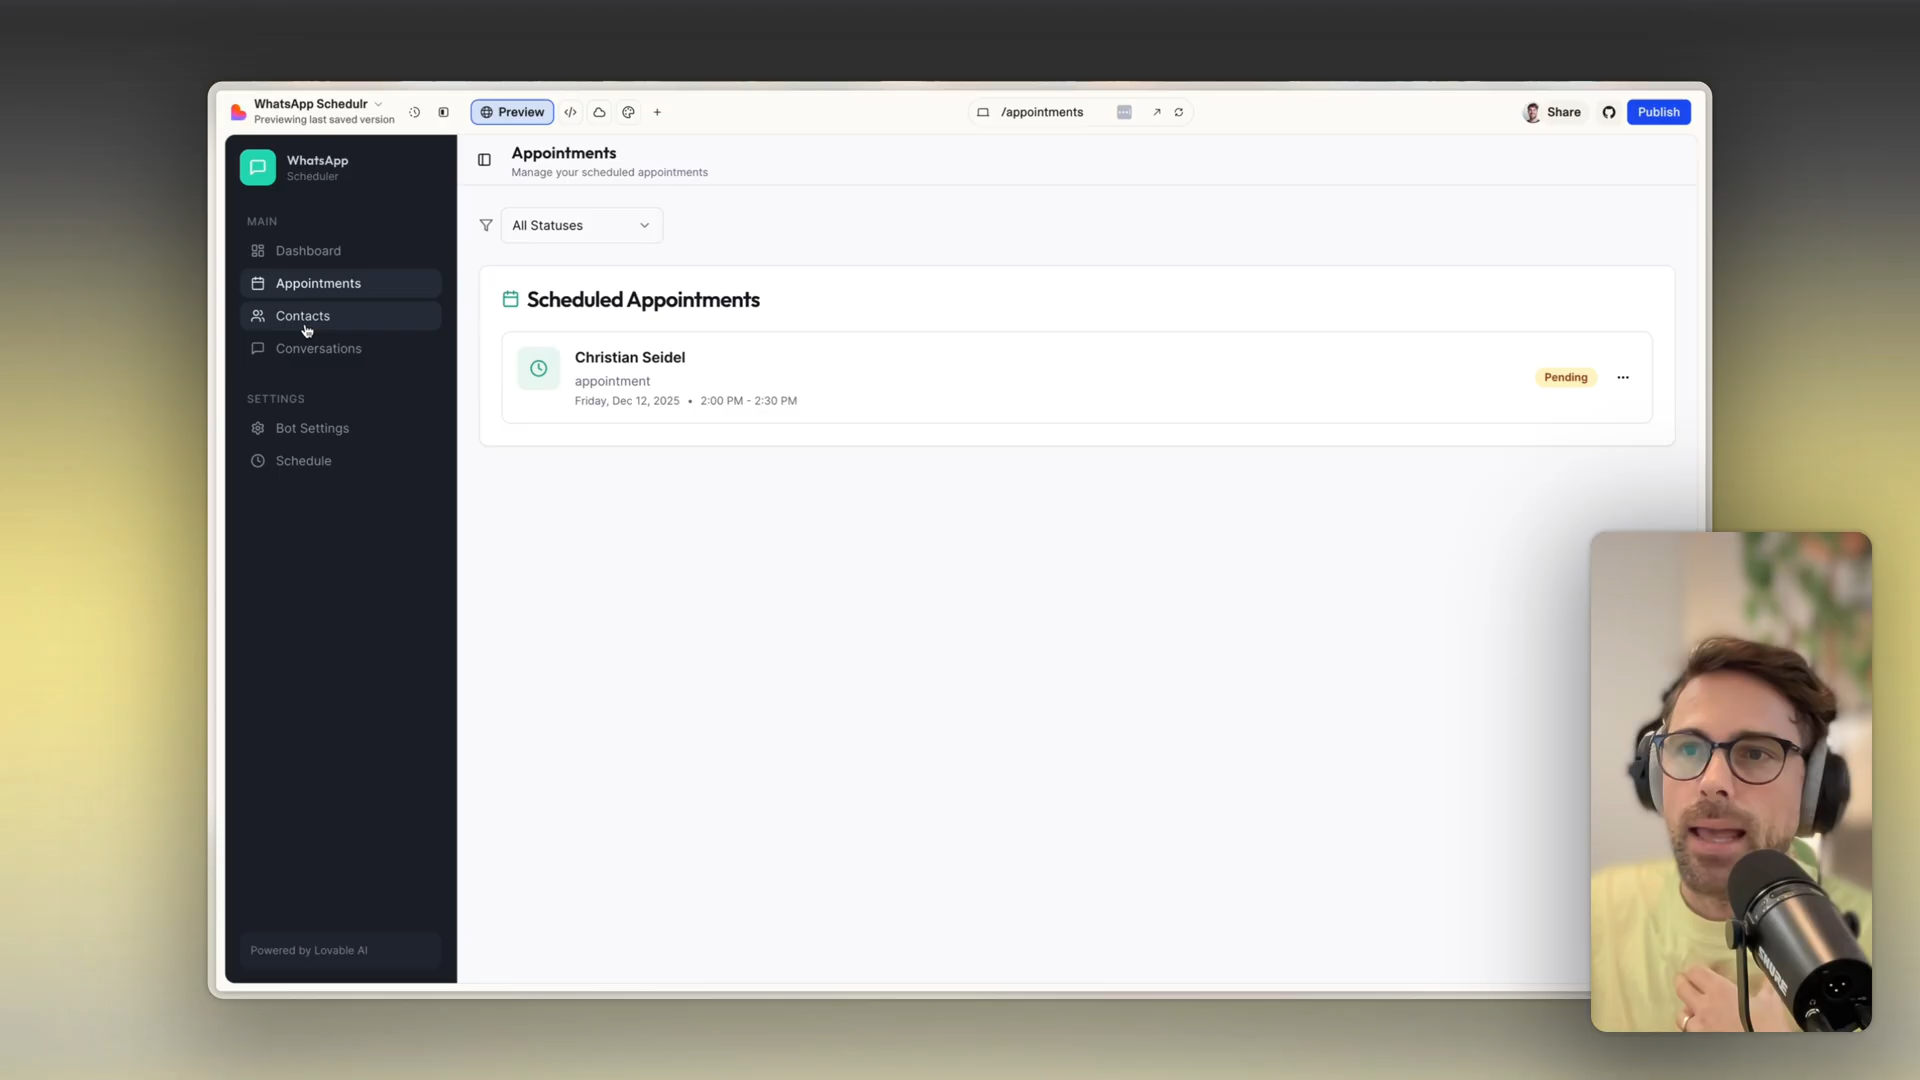 WhatsApp Schedulr
Previewing last saved version
Preview
/appointments
Share
Publish
WhatsApp
Scheduler
MAIN
Dashboard
Appointments
Contacts
Conversations
SETTINGS
Bot Settings
Schedule
Powered by Lovable AI
Appointments
Manage your scheduled appointments
All Statuses
Scheduled Appointments
Christian Seidel
appointment
Friday, Dec 12, 2025 • 2:00 PM - 2:30 PM
Pending
SHURE